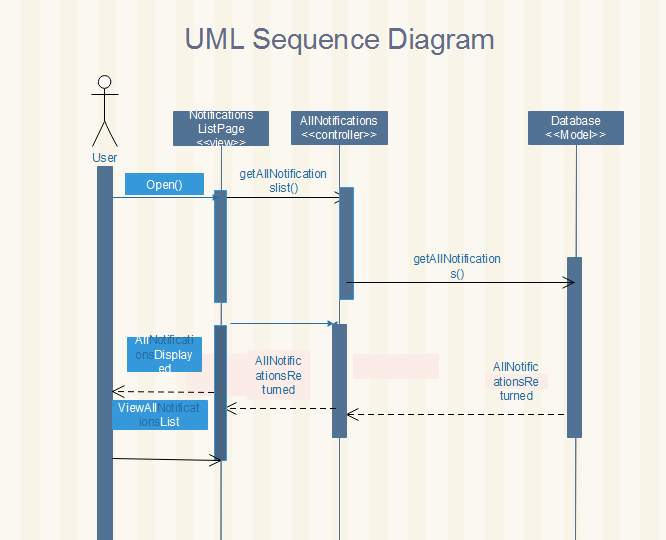 UML Sequence Diagram
Notifications
ListPage
<<view>>
AllNotifications
<<controller>>
Database
<<Model>>
User
Open()
getAllNotification
slist()
getAllNotification
s()
AllNotificati
onsDisplay
ed
AllNotific
ationsRe
turned
AllNotific
ationsRe
turned
ViewAllNotificat
ionsList